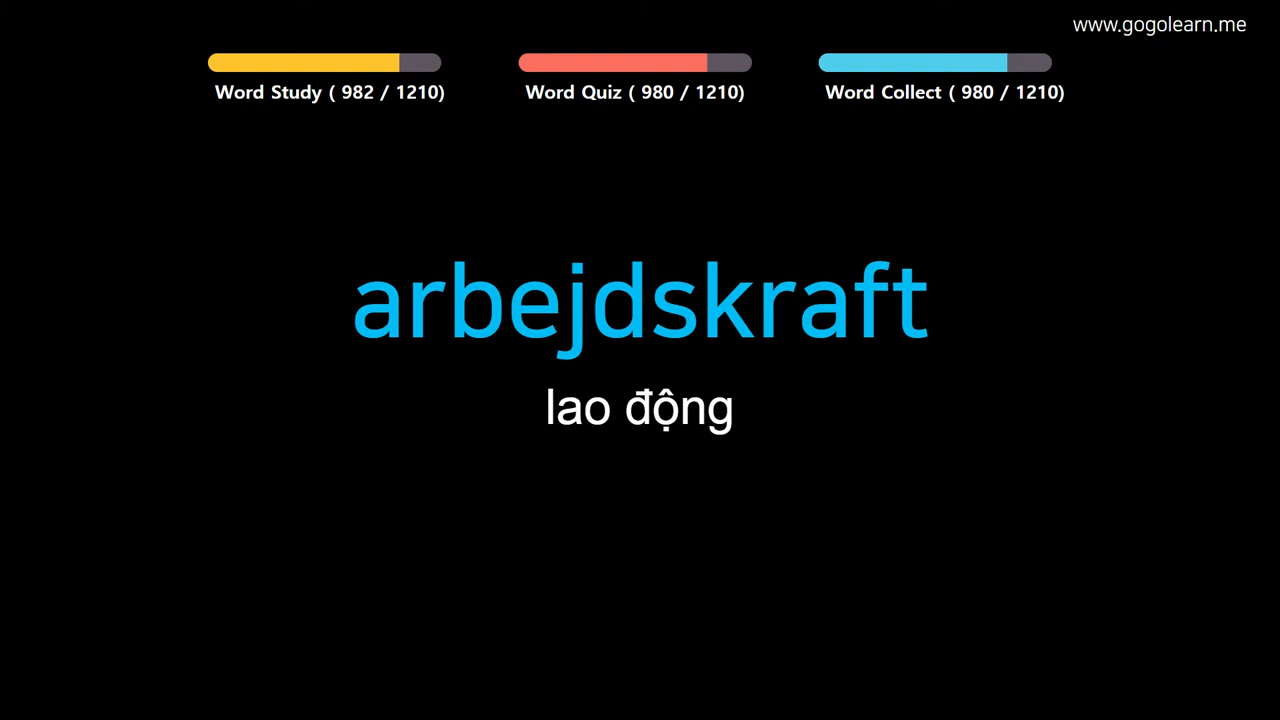 www.gogolearn.me
Word Study ( 982 / 1210)
Word Quiz ( 980 / 1210)
Word Collect ( 980 / 1210)
arbejdskraft
lao động